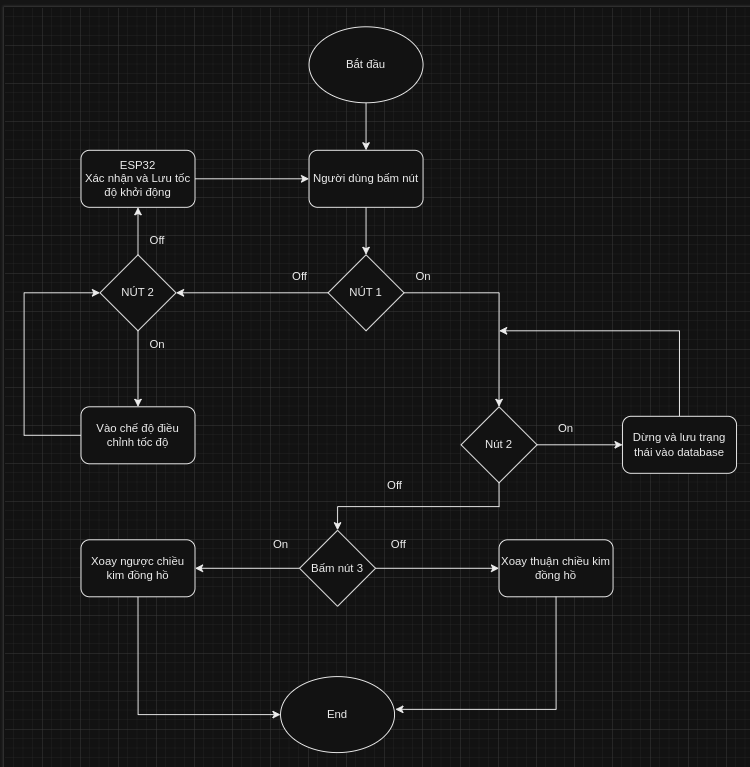 Bắt đầu
ESP32
Xác nhận và Lưu tốc
độ khởi động
Người dùng bấm nút
Off
Off
On
NÚT 2
NÚT 1
On
Vào chế độ điều
chỉnh tốc độ
On
Nút 2
Dừng và lưu trạng
thái vào database
Off
On
Off
Xoay ngược chiều
kim đồng hồ
Bấm nút 3
Xoay thuận chiều kim
đồng hồ
End